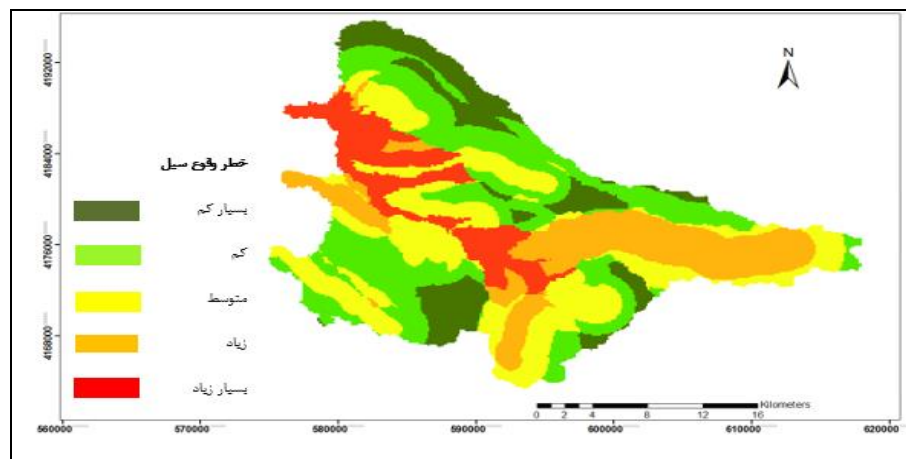 4192000
4184000
4176000
4168000
N
خطر وقوع سیل
بسیار کم
کم
متوسط
زیاد
بسیار زیاد
Kilometers
0 2 4 8 12 16
560000 570000 580000 590000 600000 610000 620000